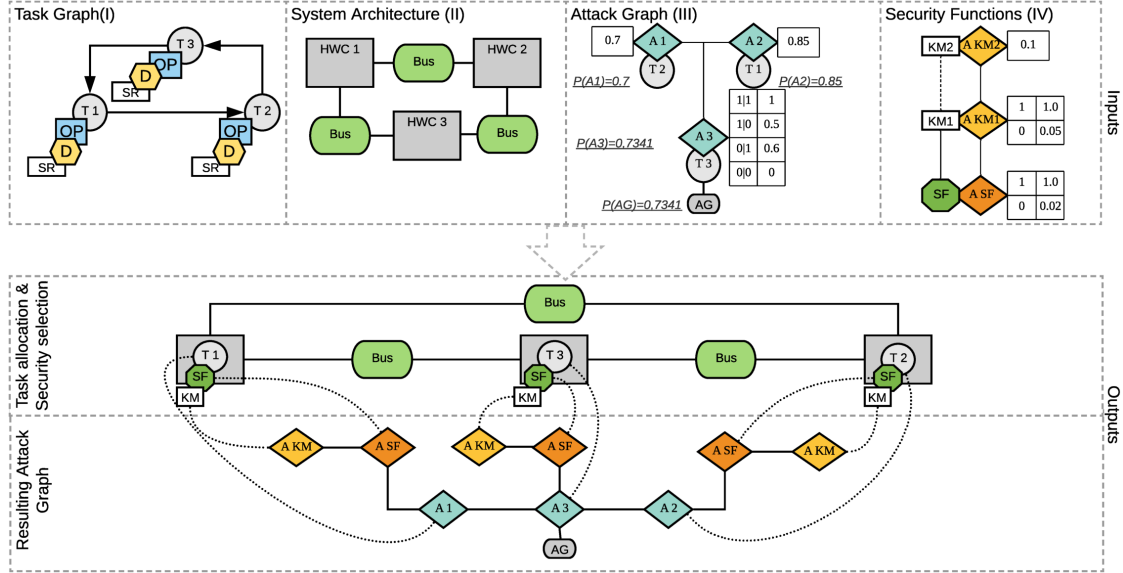 Task Graph(I)
T 3
OP
D
SR
T 1
OP
D
SR
T 2
OP
D
SR
System Architecture (II)
HWC 1
Bus
HWC 2
Bus
HWC 3
Bus
Attack Graph (III)
0.7
A 1
A 2
0.85
T 2
T 1
P(A1)=0.7
P(A2)=0.85
1|1 1
1|0 0.5
0|1 0.6
0|0 0
A 3
P(A3)=0.7341
T 3
P(AG)=0.7341
AG
Security Functions (IV)
KM2
A KM2
0.1
KM1
A KM1
1 1.0
0 0.05
SF
A SF
1 1.0
0 0.02
Inputs
Task allocation &
Security selection
Bus
T 1
Bus
T 3
Bus
T 2
SF
SF
SF
KM
KM
KM
Outputs
Resulting Attack
Graph
A KM
A SF
A KM
A SF
A SF
A KM
A 1
A 3
A 2
AG